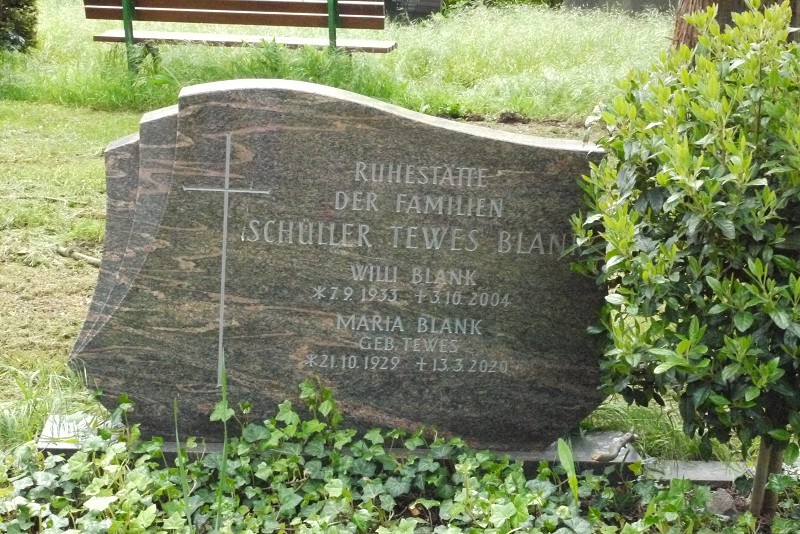 RUHESTÄTTE
DER FAMILIEN
SCHÜLLER TEWES BLANK
WILLI BLANK
*7.9.1933 +3.10.2004
MARIA BLANK
GEB. TEWES
*21.10.1929 +13.3.2020